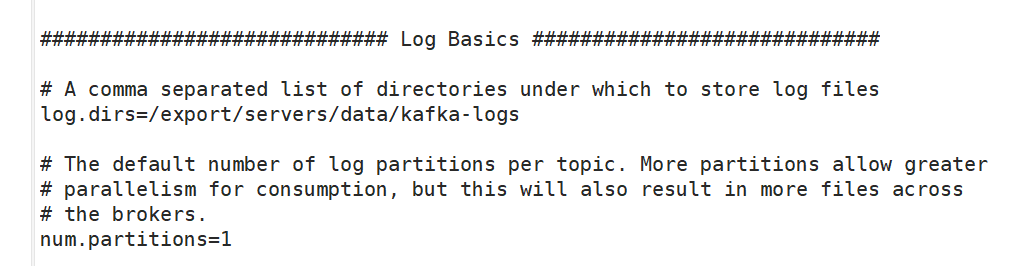 ############################# Log Basics #############################
# A comma separated list of directories under which to store log files
log.dirs=/export/servers/data/kafka-logs
# The default number of log partitions per topic. More partitions allow greater
# parallelism for consumption, but this will also result in more files across
# the brokers.
num.partitions=1